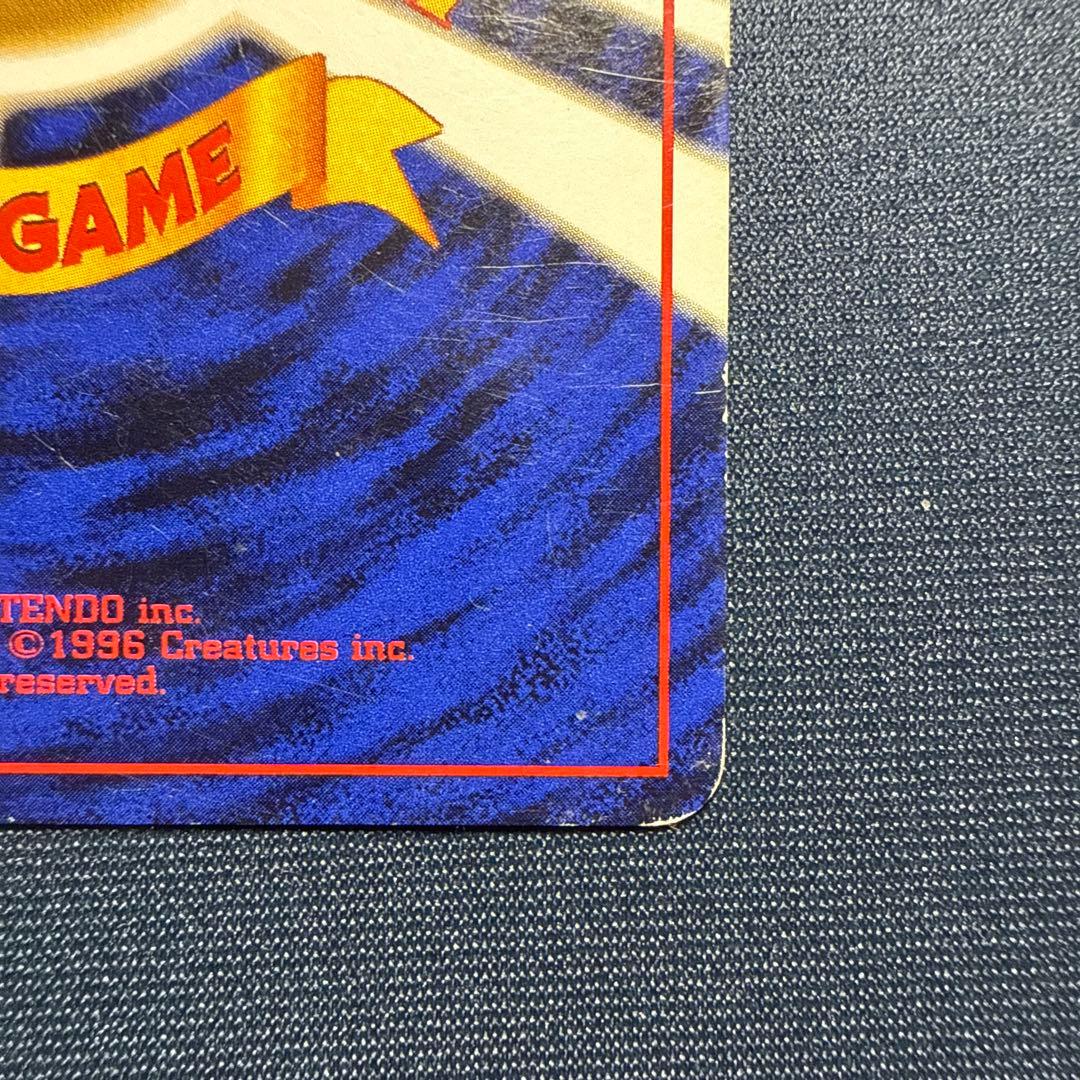 GAME
TENDO inc.
©1996 Creatures inc.
reserved.